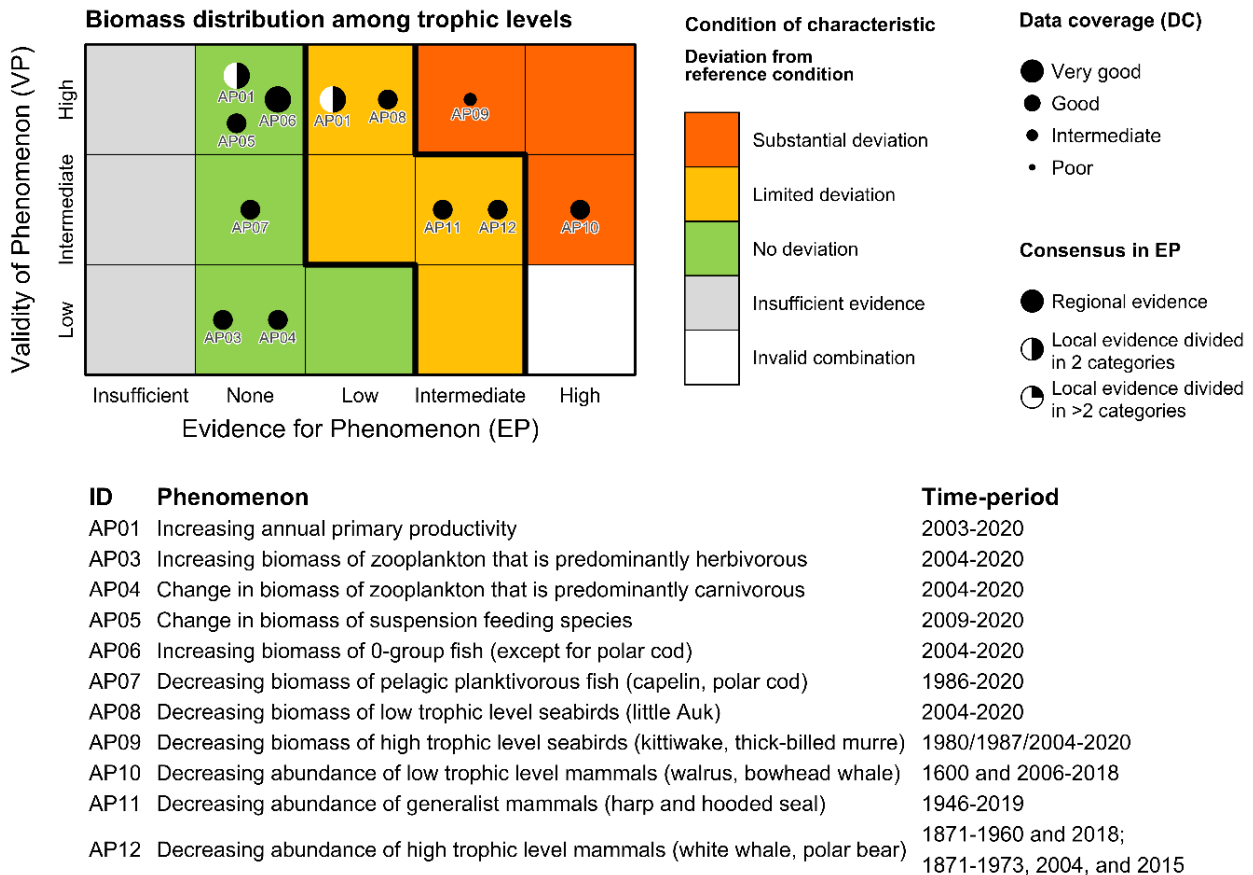 Biomass distribution among trophic levels
Validity of Phenomenon (VP)
High
Intermediate
Low
AP01
AP06
AP05
AP01
AP08
AP09
AP07
AP11
AP12
AP10
AP03
AP04
Insufficient
None
Low
Intermediate
High
Evidence for Phenomenon (EP)
Condition of characteristic
Deviation from
reference condition
Substantial deviation
Limited deviation
No deviation
Insufficient evidence
Invalid combination
Data coverage (DC)
Very good
Good
Intermediate
Poor
Consensus in EP
Regional evidence
Local evidence divided
in 2 categories
Local evidence divided
in >2 categories
ID Phenomenon Time-period
AP01 Increasing annual primary productivity 2003-2020
AP03 Increasing biomass of zooplankton that is predominantly herbivorous 2004-2020
AP04 Change in biomass of zooplankton that is predominantly carnivorous 2004-2020
AP05 Change in biomass of suspension feeding species 2009-2020
AP06 Increasing biomass of 0-group fish (except for polar cod) 2004-2020
AP07 Decreasing biomass of pelagic planktivorous fish (capelin, polar cod) 1986-2020
AP08 Decreasing biomass of low trophic level seabirds (little Auk) 2004-2020
AP09 Decreasing biomass of high trophic level seabirds (kittiwake, thick-billed murre) 1980/1987/2004-2020
AP10 Decreasing abundance of low trophic level mammals (walrus, bowhead whale) 1600 and 2006-2018
AP11 Decreasing abundance of generalist mammals (harp and hooded seal) 1946-2019
AP12 Decreasing abundance of high trophic level mammals (white whale, polar bear) 1871-1960 and 2018;
1871-1973, 2004, and 2015